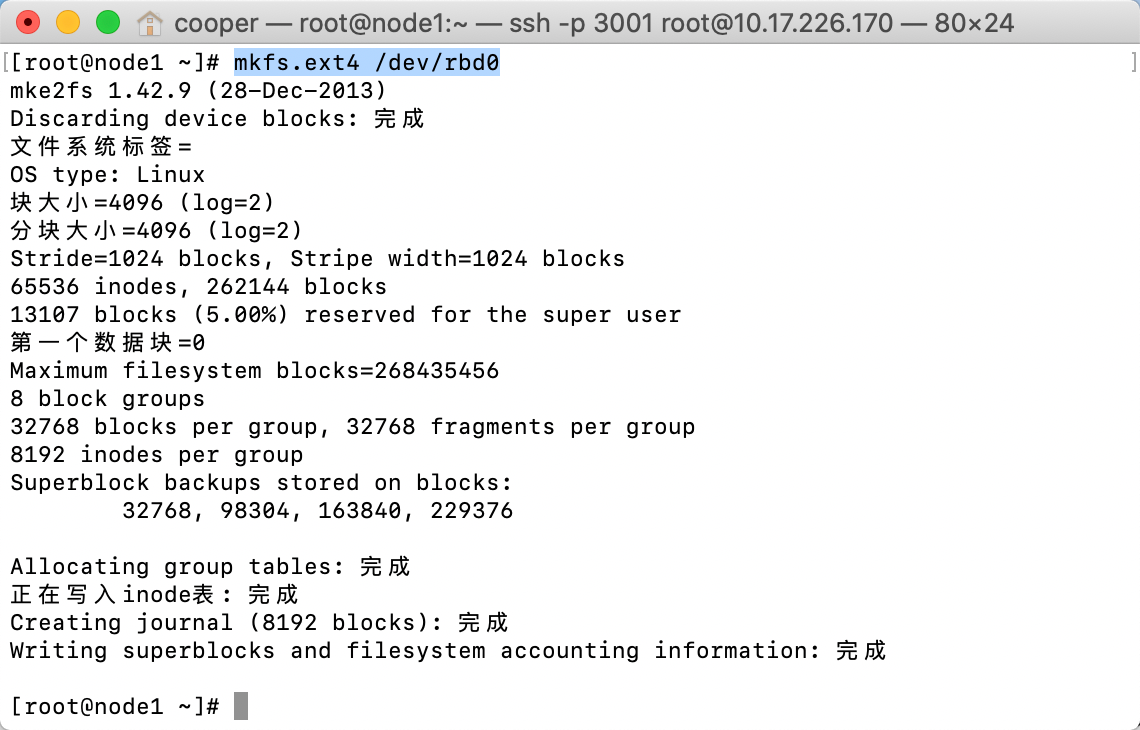 cooper — root@node1:~ — ssh -p 3001 root@10.17.226.170 — 80×24
[[root@node1 ~]# mkfs.ext4 /dev/rbd0 ]
mke2fs 1.42.9 (28-Dec-2013)
Discarding device blocks: 完成
文件系统标签=
OS type: Linux
块大小=4096 (log=2)
分块大小=4096 (log=2)
Stride=1024 blocks, Stripe width=1024 blocks
65536 inodes, 262144 blocks
13107 blocks (5.00%) reserved for the super user
第一个数据块=0
Maximum filesystem blocks=268435456
8 block groups
32768 blocks per group, 32768 fragments per group
8192 inodes per group
Superblock backups stored on blocks:
32768, 98304, 163840, 229376
Allocating group tables: 完成
正在写入inode表: 完成
Creating journal (8192 blocks): 完成
Writing superblocks and filesystem accounting information: 完成
[root@node1 ~]#